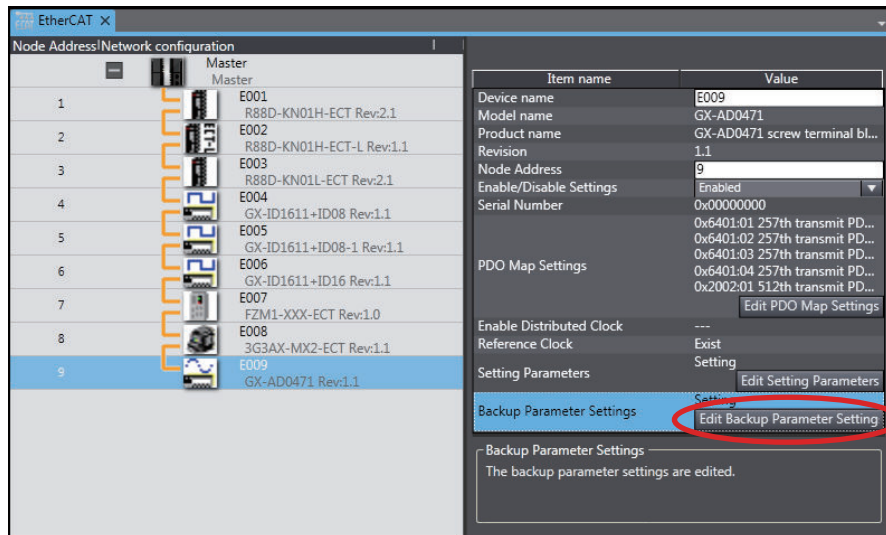 EtherCAT ×
Node Address Network configuration
Master
Master
1
E001
R88D-KN01H-ECT Rev:2.1
2
E002
R88D-KN01H-ECT-L Rev:1.1
3
E003
R88D-KN01L-ECT Rev:2.1
4
E004
GX-ID1611+ID08 Rev:1.1
5
E005
GX-ID1611+ID08-1 Rev:1.1
6
E006
GX-ID1611+ID16 Rev:1.1
7
E007
FZM1-XXX-ECT Rev:1.0
8
E008
3G3AX-MX2-ECT Rev:1.1
9
E009
GX-AD0471 Rev:1.1
Item name Value
Device name E009
Model name GX-AD0471
Product name GX-AD0471 screw terminal bl...
Revision 1.1
Node Address 9
Enable/Disable Settings Enabled
Serial Number 0x00000000
PDO Map Settings
0x6401:01 257th transmit PD...
0x6401:02 257th transmit PD...
0x6401:03 257th transmit PD...
0x6401:04 257th transmit PD...
0x2002:01 512th transmit PD...
Edit PDO Map Settings
Enable Distributed Clock ---
Reference Clock Exist
Setting Parameters
Setting
Edit Setting Parameters
Backup Parameter Settings
Setting
Edit Backup Parameter Setting
Backup Parameter Settings
The backup parameter settings are edited.